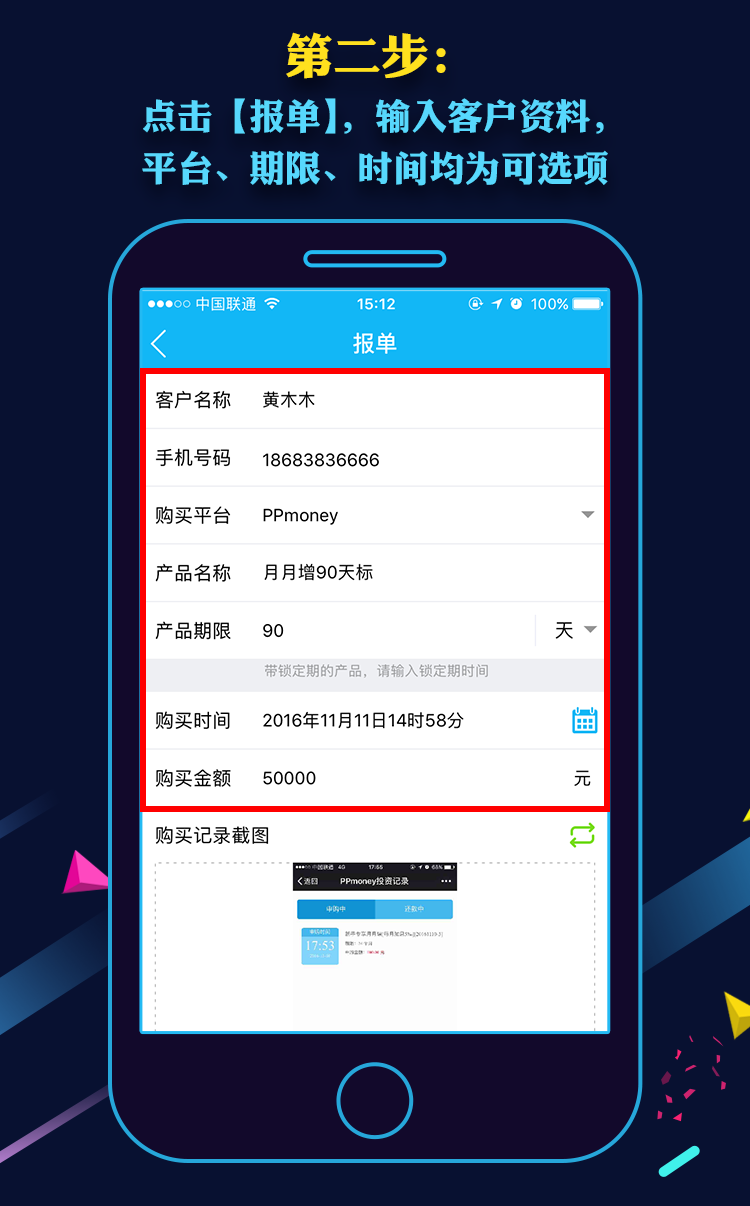 第二步：
点击【报单】，输入客户资料，
平台、期限、时间均为可选项
中国联通 15:12 100%
报单
客户名称 黄木木
手机号码 18683836666
购买平台 PPmoney
产品名称 月月增90天标
产品期限 90 天
带锁定期的产品，请输入锁定期时间
购买时间 2016年11月11日14时58分
购买金额 50000 元
购买记录截图
中国联通 4G 17:55
返回 PPmoney投资记录
申购中 还款中
17:53